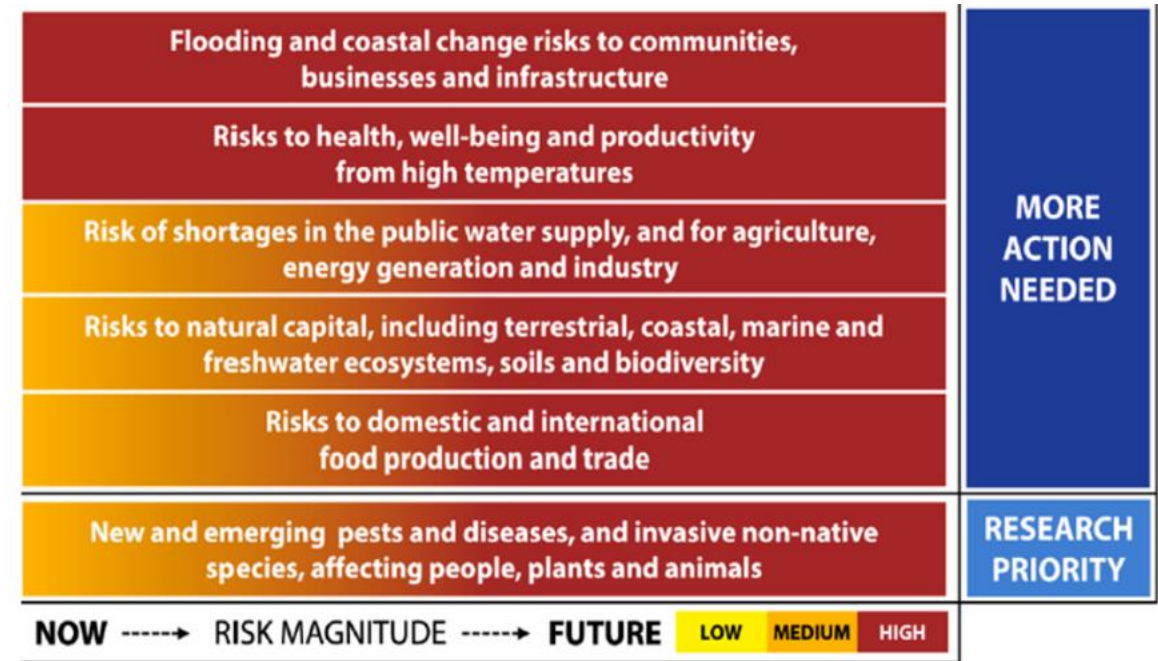 Flooding and coastal change risks to communities,
businesses and infrastructure
Risks to health, well-being and productivity
from high temperatures
Risk of shortages in the public water supply, and for agriculture,
energy generation and industry
Risks to natural capital, including terrestrial, coastal, marine and
freshwater ecosystems, soils and biodiversity
Risks to domestic and international
food production and trade
MORE
ACTION
NEEDED
New and emerging pests and diseases, and invasive non-native
species, affecting people, plants and animals
RESEARCH
PRIORITY
NOW RISK MAGNITUDE FUTURE LOW MEDIUM HIGH